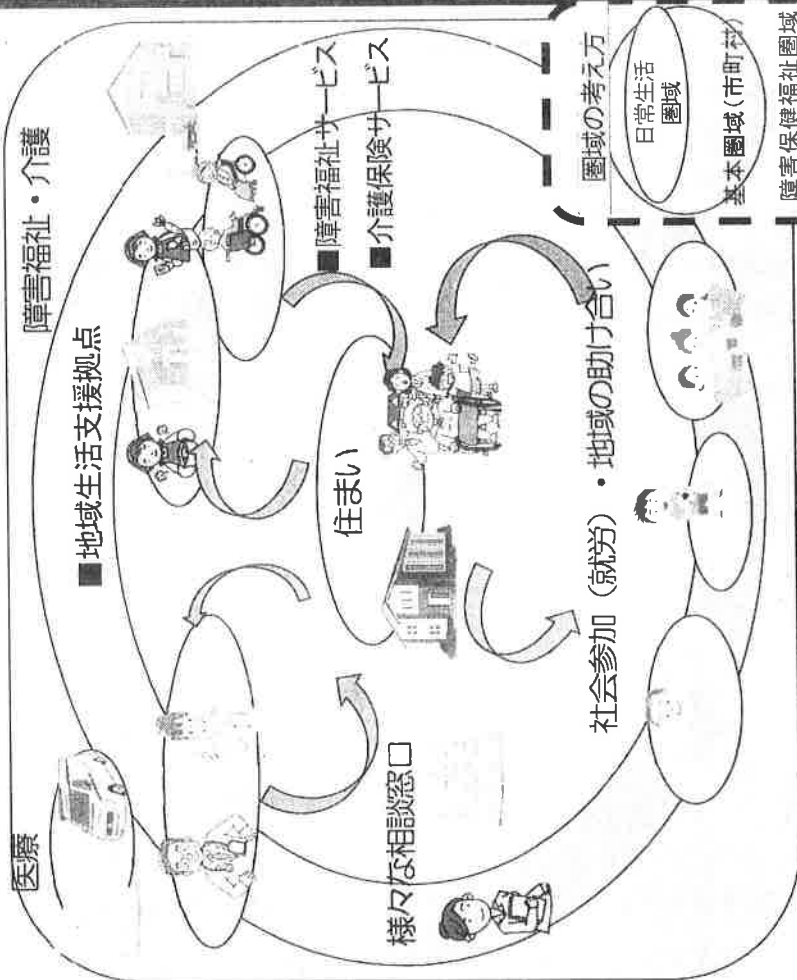 医療
障害福祉・介護
■地域生活支援拠点
■障害福祉サービス
■介護保険サービス
住まい
様々な相談窓口
社会参加（就労）・地域の助け合い
圏域の考え方
日常生活
圏域
基本圏域（市町村）
障害保健福祉圏域